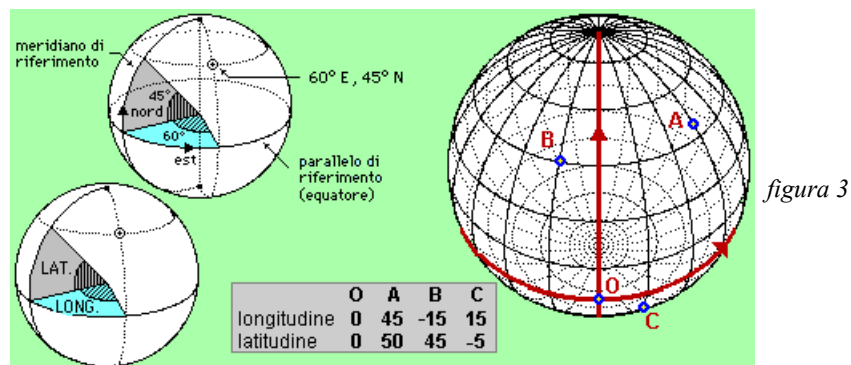 meridiano di
riferimento
60° E, 45° N
45°
nord
60°
est
parallelo di
riferimento
(equatore)
LAT.
LONG.
O A B C
longitudine 0 45 -15 15
latitudine 0 50 45 -5
A
B
O
C
figura 3